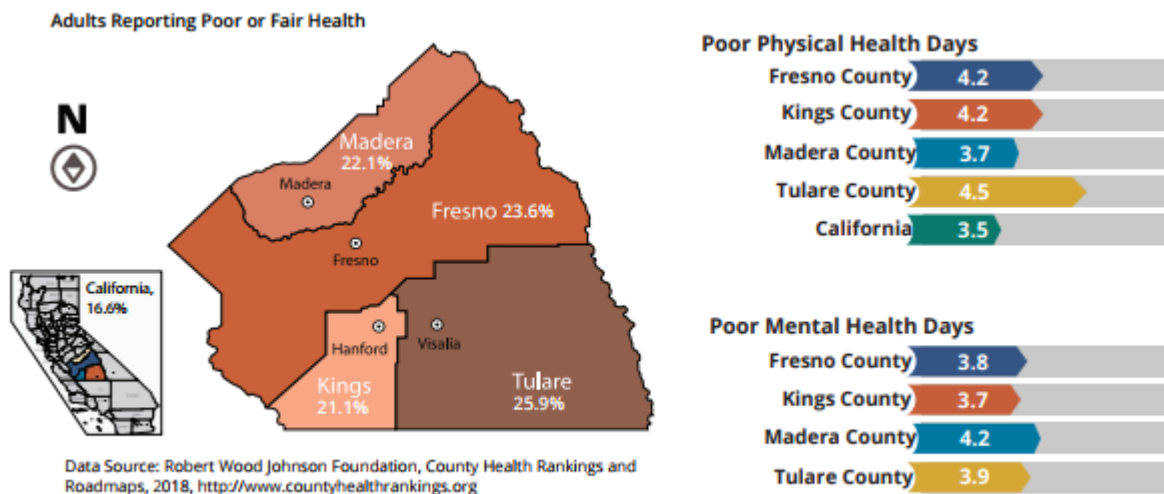 Adults Reporting Poor or Fair Health
N
Madera
22.1%
Madera
Fresno 23.6%
Fresno
California,
16.6%
Hanford
Visalia
Kings
21.1%
Tulare
25.9%
Data Source: Robert Wood Johnson Foundation, County Health Rankings and
Roadmaps, 2018, http://www.countyhealthrankings.org
Poor Physical Health Days
Fresno County 4.2
Kings County 4.2
Madera County 3.7
Tulare County 4.5
California 3.5
Poor Mental Health Days
Fresno County 3.8
Kings County 3.7
Madera County 4.2
Tulare County 3.9